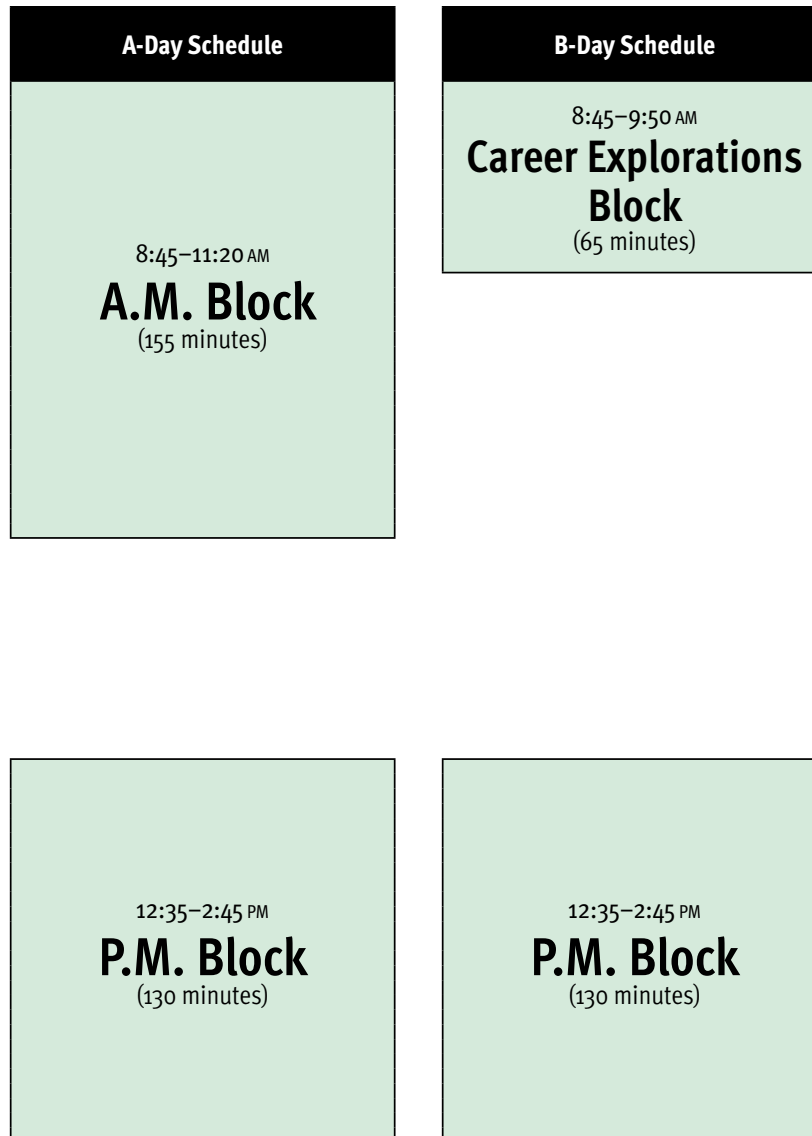 A-Day Schedule
8:45–11:20 AM
A.M. Block
(155 minutes)
12:35–2:45 PM
P.M. Block
(130 minutes)
B-Day Schedule
8:45–9:50 AM
Career Explorations
Block
(65 minutes)
12:35–2:45 PM
P.M. Block
(130 minutes)